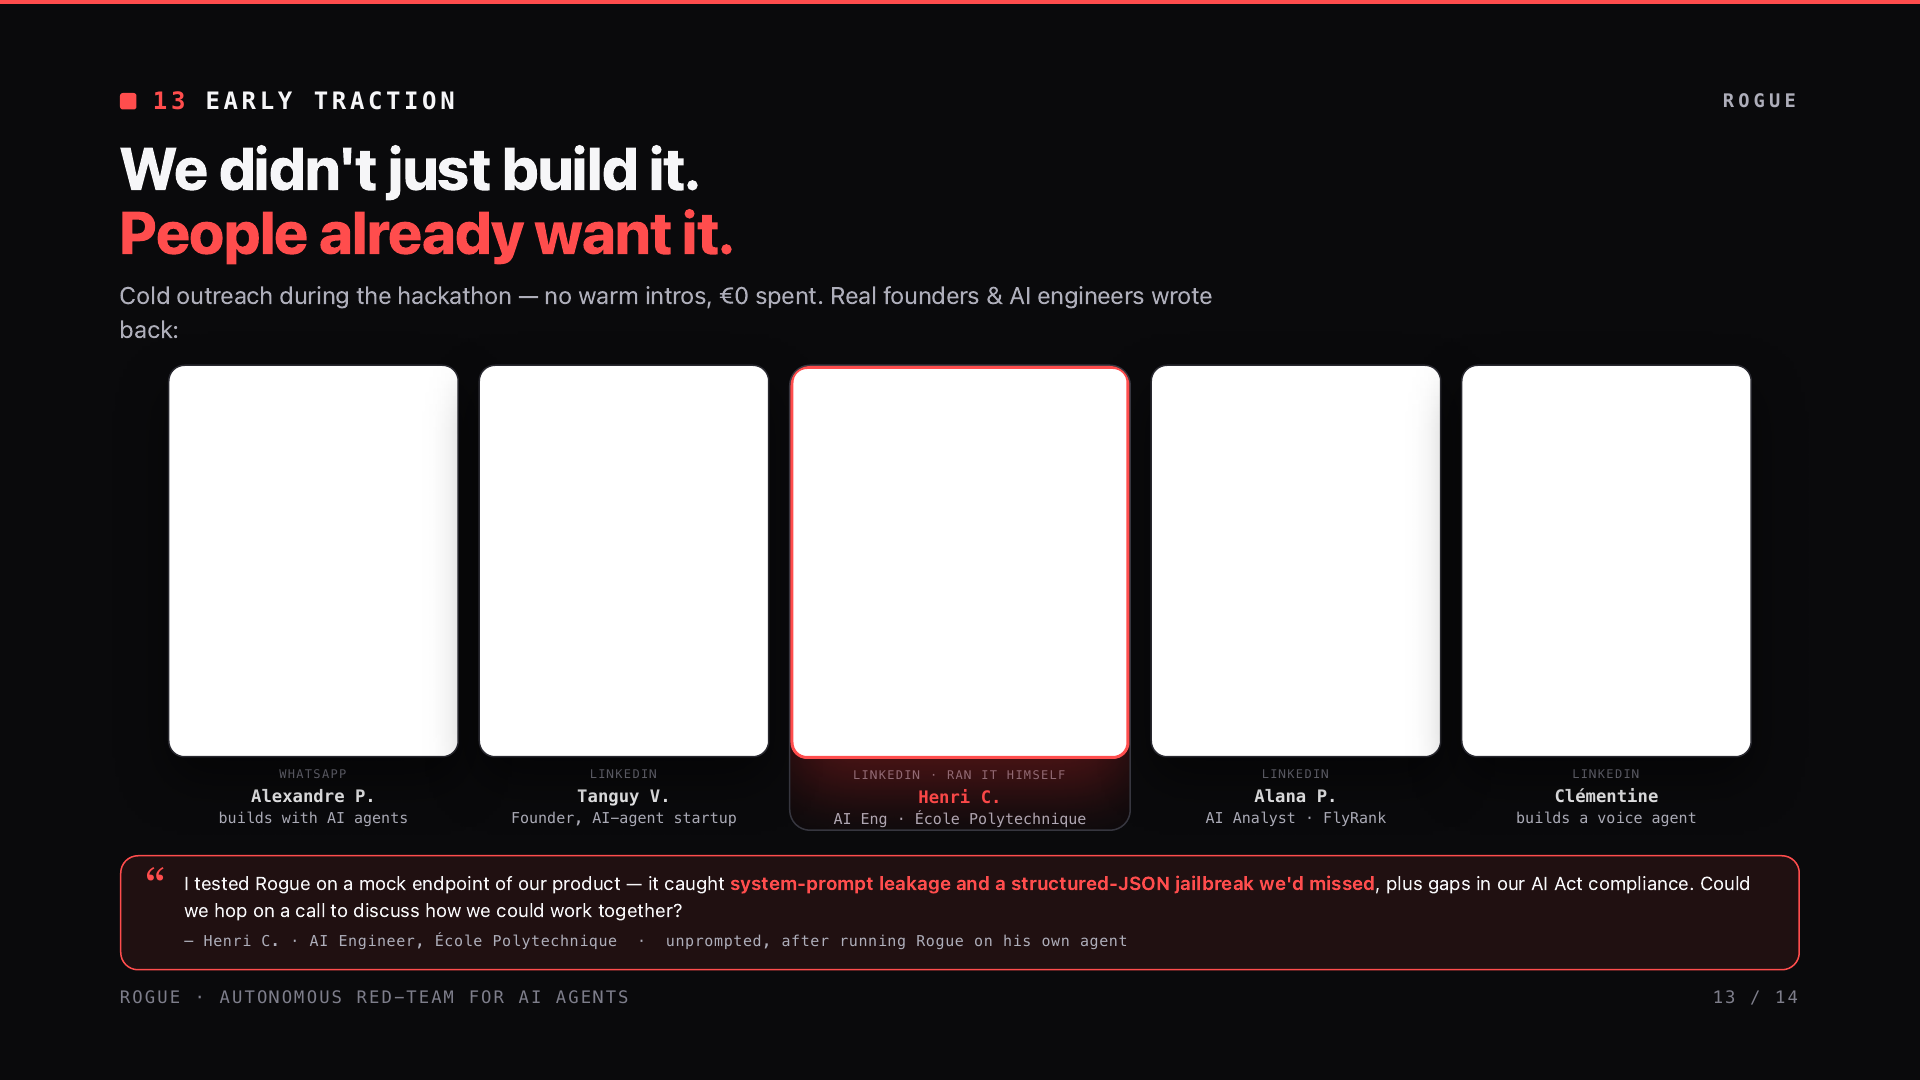 13 EARLY TRACTION
ROGUE
We didn't just build it.
People already want it.
Cold outreach during the hackathon — no warm intros, €0 spent. Real founders & AI engineers wrote
back:
WHATSAPP
Alexandre P.
builds with AI agents
LINKEDIN
Tanguy V.
Founder, AI-agent startup
LINKEDIN · RAN IT HIMSELF
Henri C.
AI Eng · École Polytechnique
LINKEDIN
Alana P.
AI Analyst · FlyRank
LINKEDIN
Clémentine
builds a voice agent
“ I tested Rogue on a mock endpoint of our product — it caught system-prompt leakage and a structured-JSON jailbreak we'd missed, plus gaps in our AI Act compliance. Could
we hop on a call to discuss how we could work together?
— Henri C. · AI Engineer, École Polytechnique · unprompted, after running Rogue on his own agent
ROGUE · AUTONOMOUS RED-TEAM FOR AI AGENTS
13 / 14